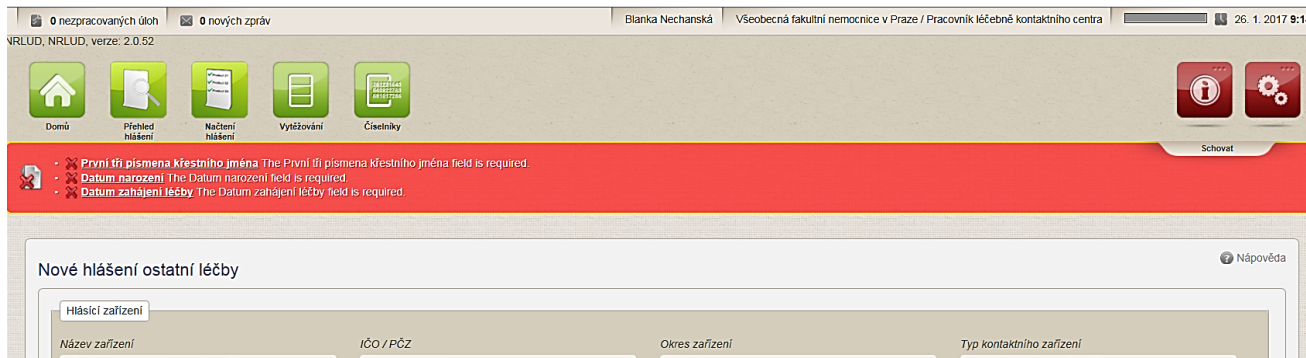 0 nezpracovaných úloh 0 nových zpráv Blanka Nechanská Všeobecná fakultní nemocnice v Praze / Pracovník léčebně kontaktního centra 26. 1. 2017
NRLUD, NRLUD, verze: 2.0.52
Domů Přehled hlášení Načtení hlášení Vytěžování Číselníky
Schovat
První tři písmena křestního jména The První tři písmena křestního jména field is required.
Datum narození The Datum narození field is required.
Datum zahájení léčby The Datum zahájení léčby field is required.
Nápověda
Nové hlášení ostatní léčby
Hlásící zařízení
Název zařízení IČO / PČZ Okres zařízení Typ kontaktního zařízení